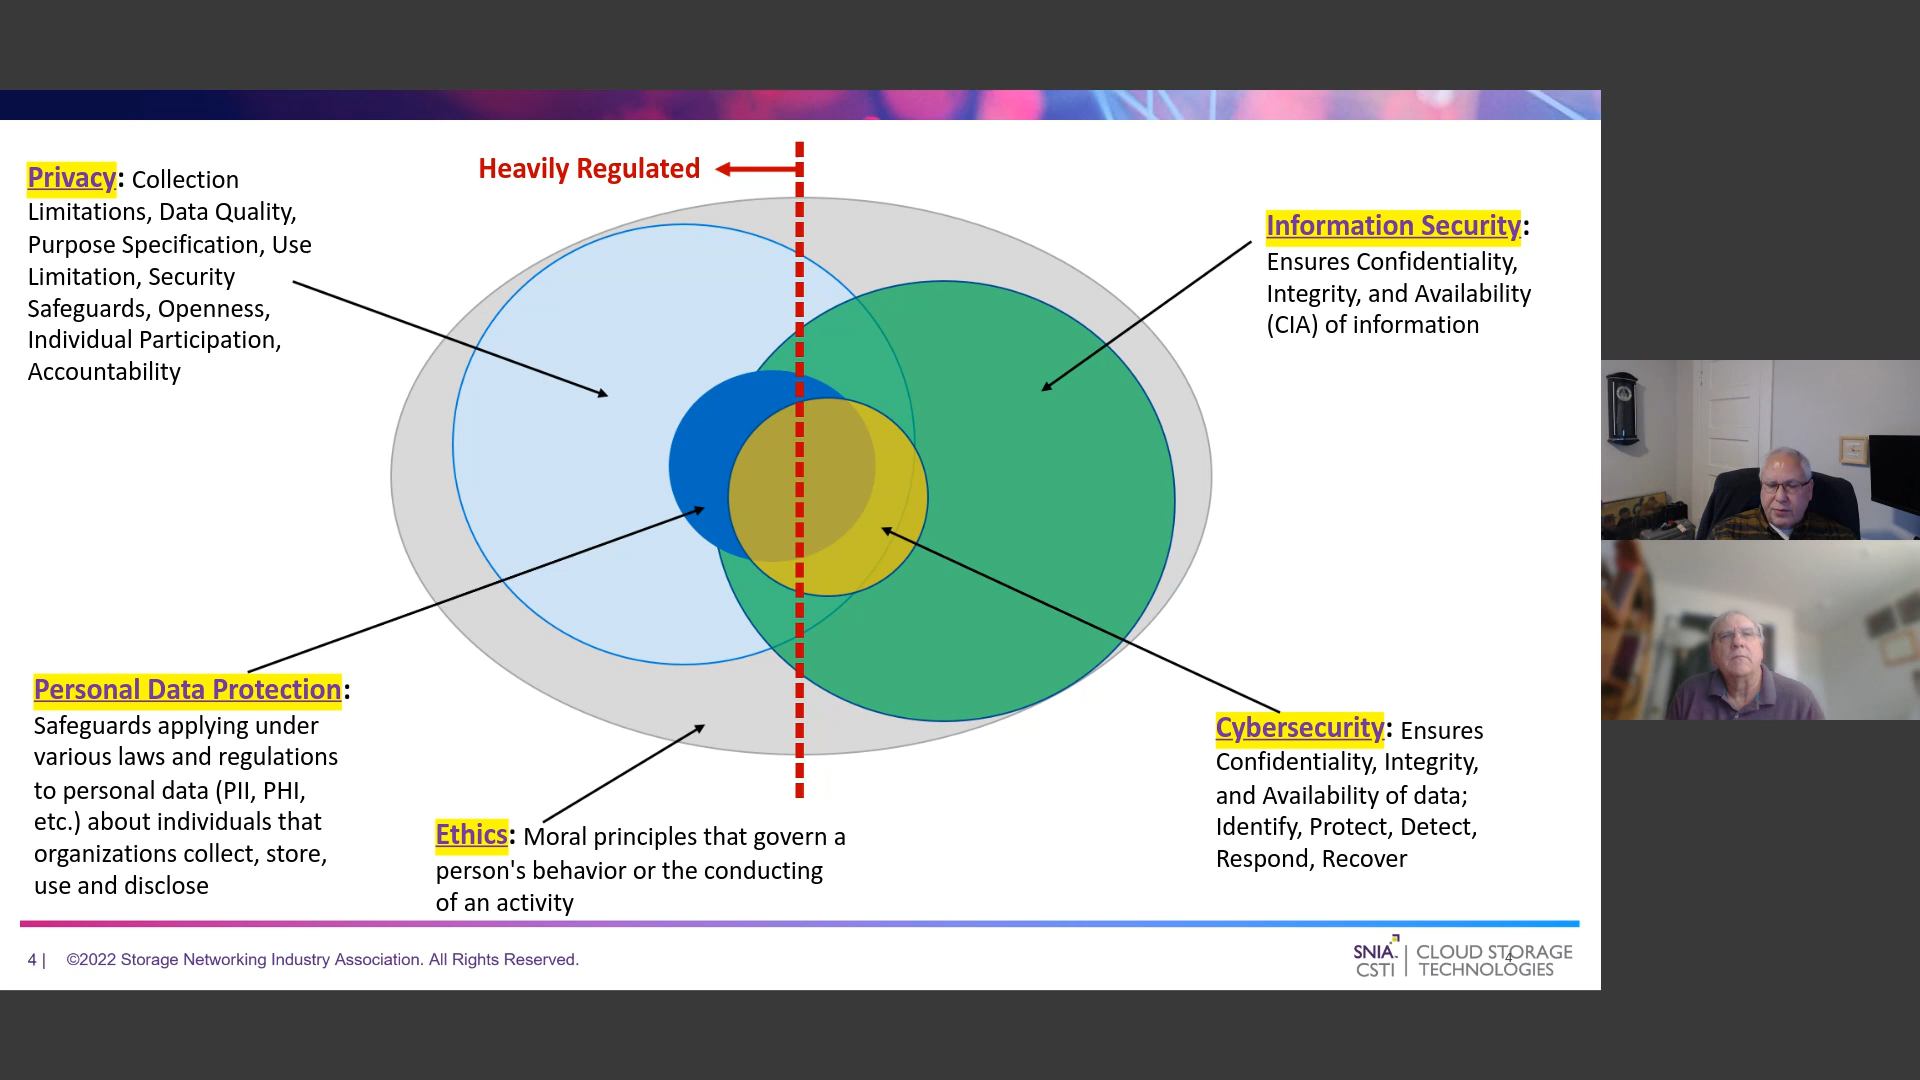 Heavily Regulated
Privacy: Collection
Limitations, Data Quality,
Purpose Specification, Use
Limitation, Security
Safeguards, Openness,
Individual Participation,
Accountability
Information Security:
Ensures Confidentiality,
Integrity, and Availability
(CIA) of information
Personal Data Protection:
Safeguards applying under
various laws and regulations
to personal data (PII, PHI,
etc.) about individuals that
organizations collect, store,
use and disclose
Ethics: Moral principles that govern a
person's behavior or the conducting
of an activity
Cybersecurity: Ensures
Confidentiality, Integrity,
and Availability of data;
Identify, Protect, Detect,
Respond, Recover
4 | ©2022 Storage Networking Industry Association. All Rights Reserved.
SNIA. | CLOUD STORAGE
CSTI | TECHNOLOGIES
4